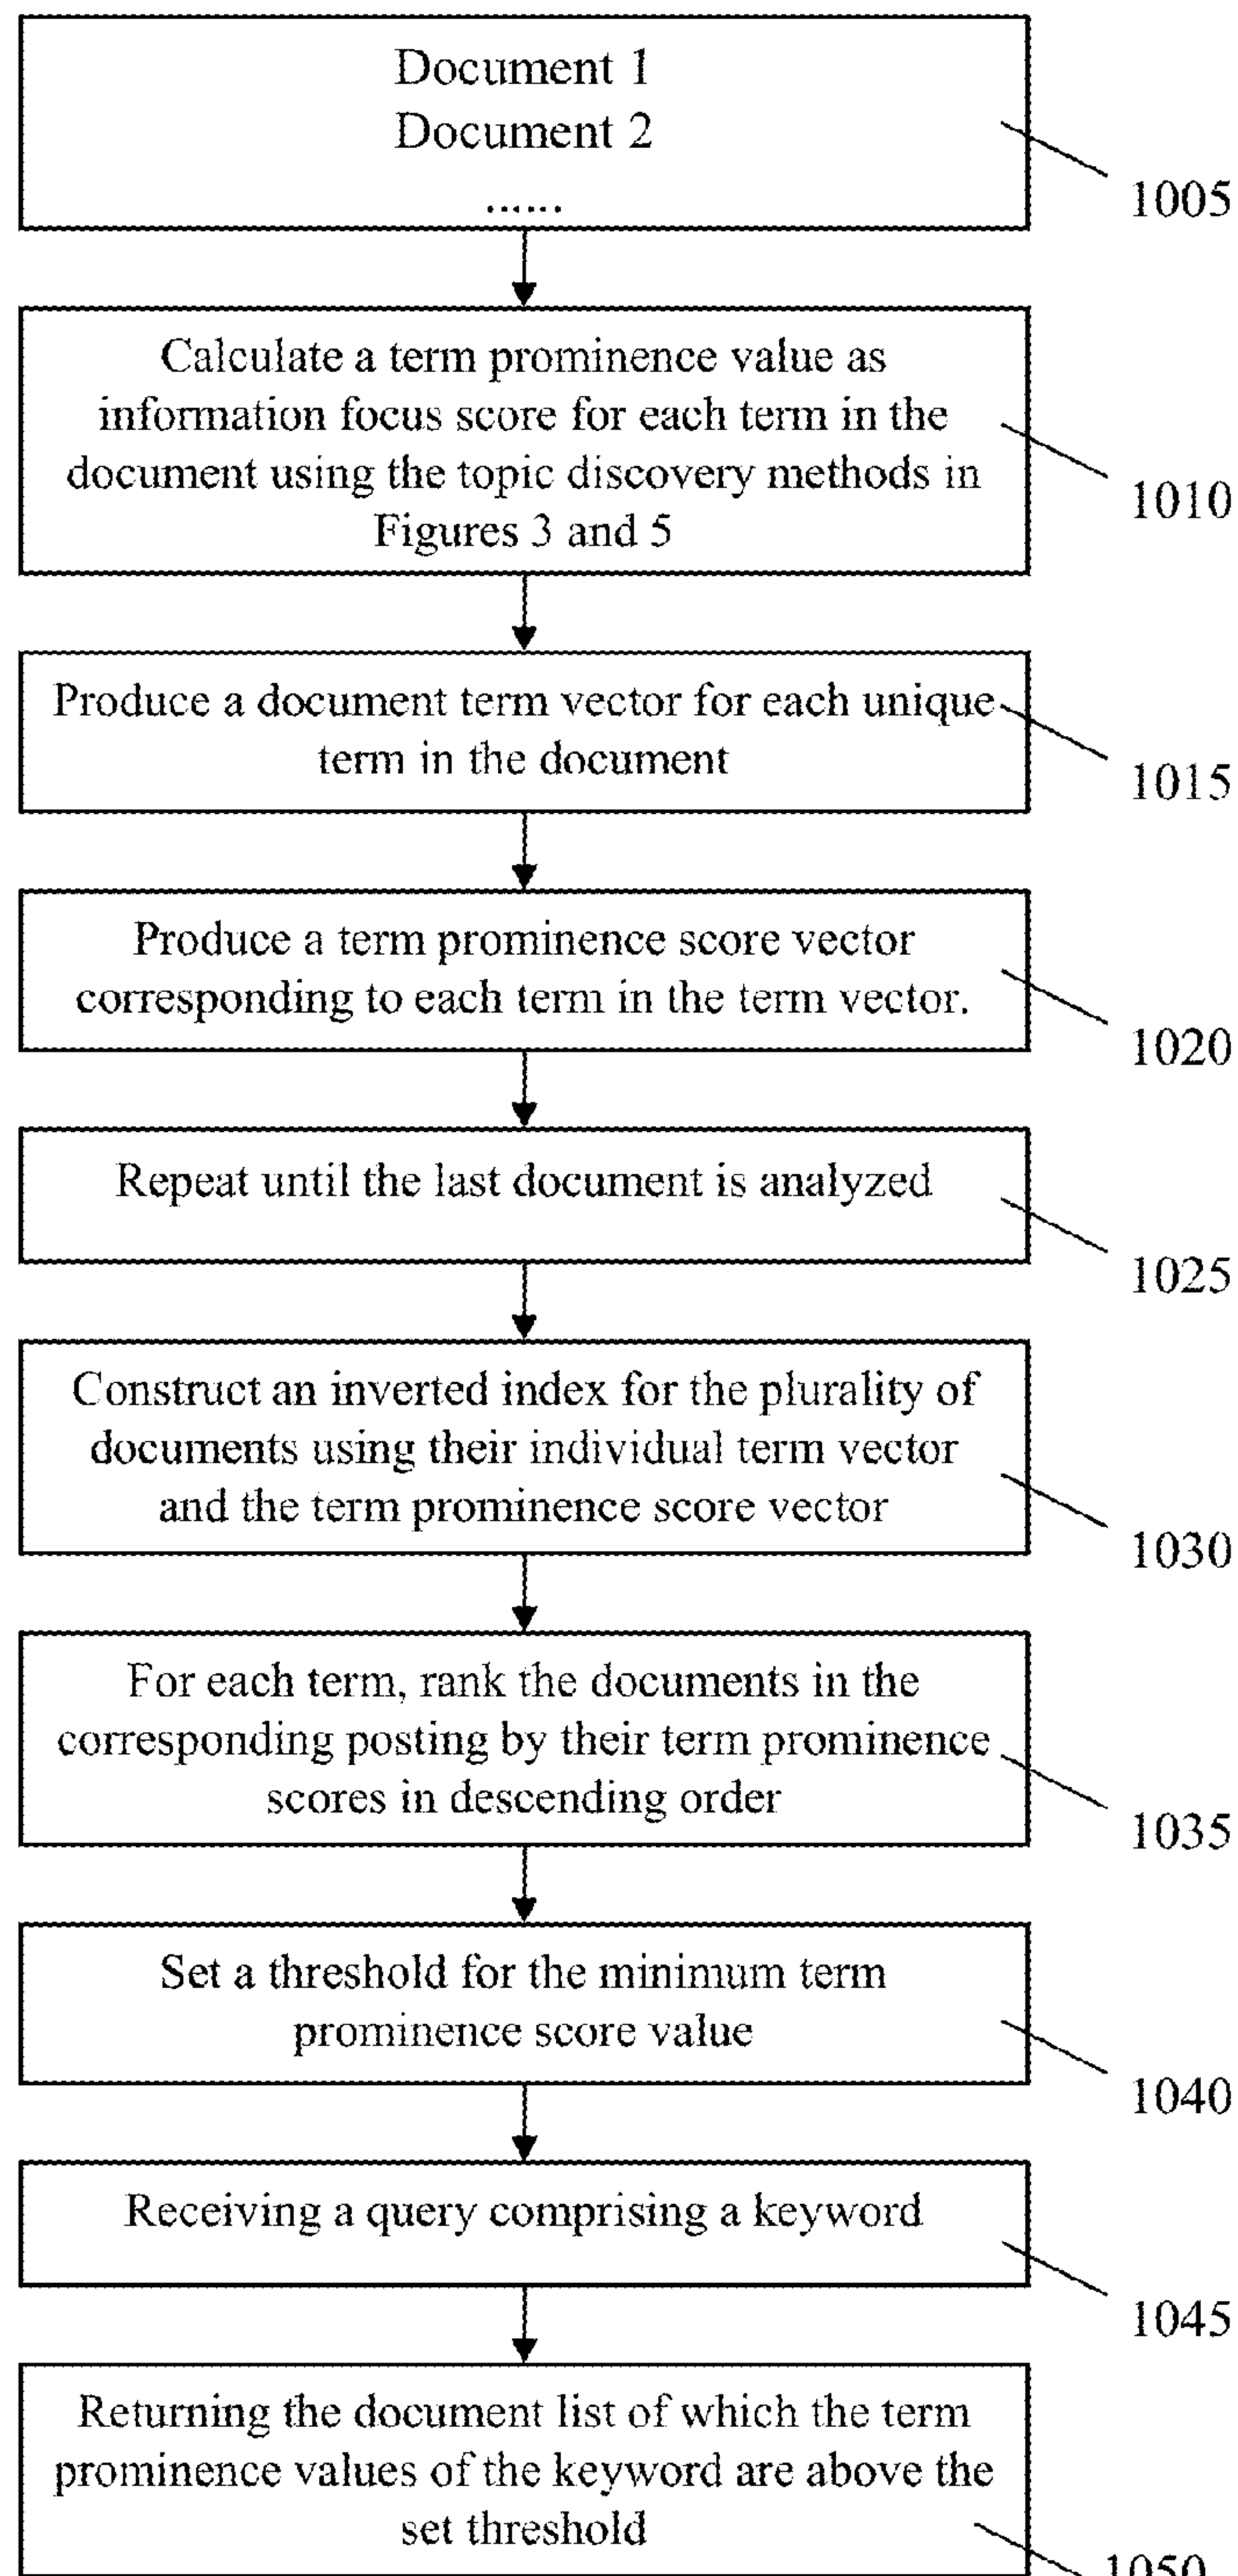 Document 1
Document 2
......
1005
Calculate a term prominence value as
information focus score for each term in the
document using the topic discovery methods in
Figures 3 and 5
1010
Produce a document term vector for each unique
term in the document
1015
Produce a term prominence score vector
corresponding to each term in the term vector.
1020
Repeat until the last document is analyzed
1025
Construct an inverted index for the plurality of
documents using their individual term vector
and the term prominence score vector
1030
For each term, rank the documents in the
corresponding posting by their term prominence
scores in descending order
1035
Set a threshold for the minimum term
prominence score value
1040
Receiving a query comprising a keyword
1045
Returning the document list of which the term
prominence values of the keyword are above the
set threshold
1050